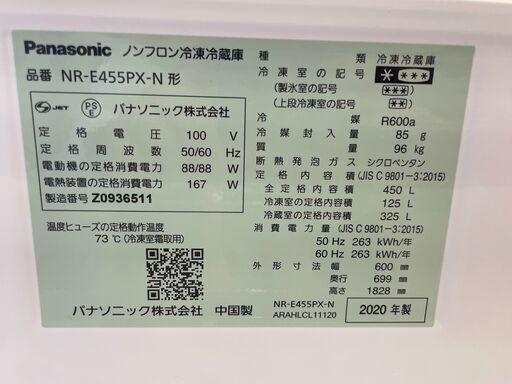 Panasonic ノンフロン冷凍冷蔵庫
品番 NR-E455PX-N 形
JET PSE パナソニック株式会社
定格電圧 100 V
定格周波数 50/60 Hz
電動機の定格消費電力 88/88 W
電熱装置の定格消費電力 167 W
製造番号 Z0936511
温度ヒューズの定格動作温度
73℃(冷凍室霜取用)
種類 冷凍冷蔵庫
冷凍室の記号 * ***
(製氷室の記号) ***
(上段冷凍室の記号) ***
冷媒 R600a
冷媒封入量 85 g
質量 96 kg
断熱発泡ガス シクロペンタン
定格内容積 (JIS C 9801-3:2015)
全定格内容積 450 L
冷凍室の定格内容積 125 L
冷蔵室の定格内容積 325 L
消費電力量 (JIS C 9801-3:2015)
50 Hz 263 kWh/年
60 Hz 263 kWh/年
外形寸法 幅 600 mm
奥行 699 mm
高さ 1828 mm
パナソニック株式会社 中国製
NR-E455PX-N
ARAHLCL11120
2020年製